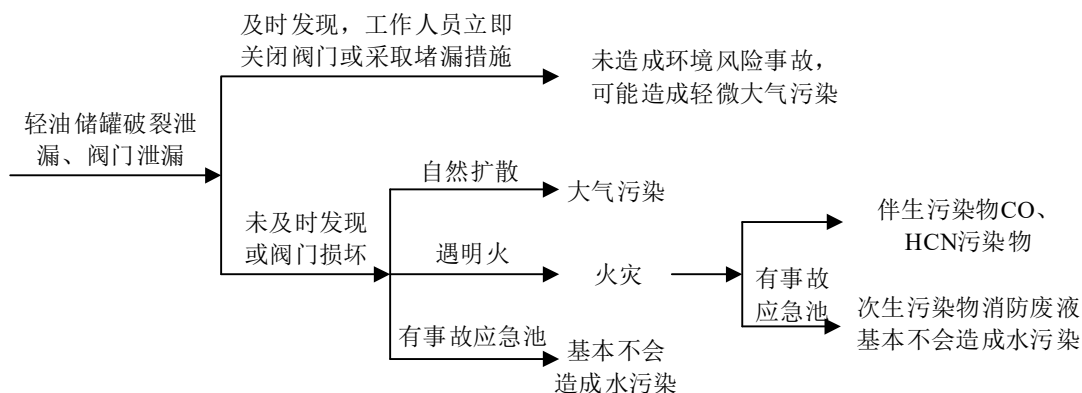 及时发现，工作人员立即
关闭阀门或采取堵漏措施
未造成环境风险事故，
可能造成轻微大气污染
轻油储罐破裂泄
漏、阀门泄漏
自然扩散
大气污染
未及时发现
或阀门损坏
遇明火
火灾
伴生污染物CO、
HCN污染物
有事故
应急池
次生污染物消防废液
基本不会造成水污染
有事故应急池
基本不会
造成水污染